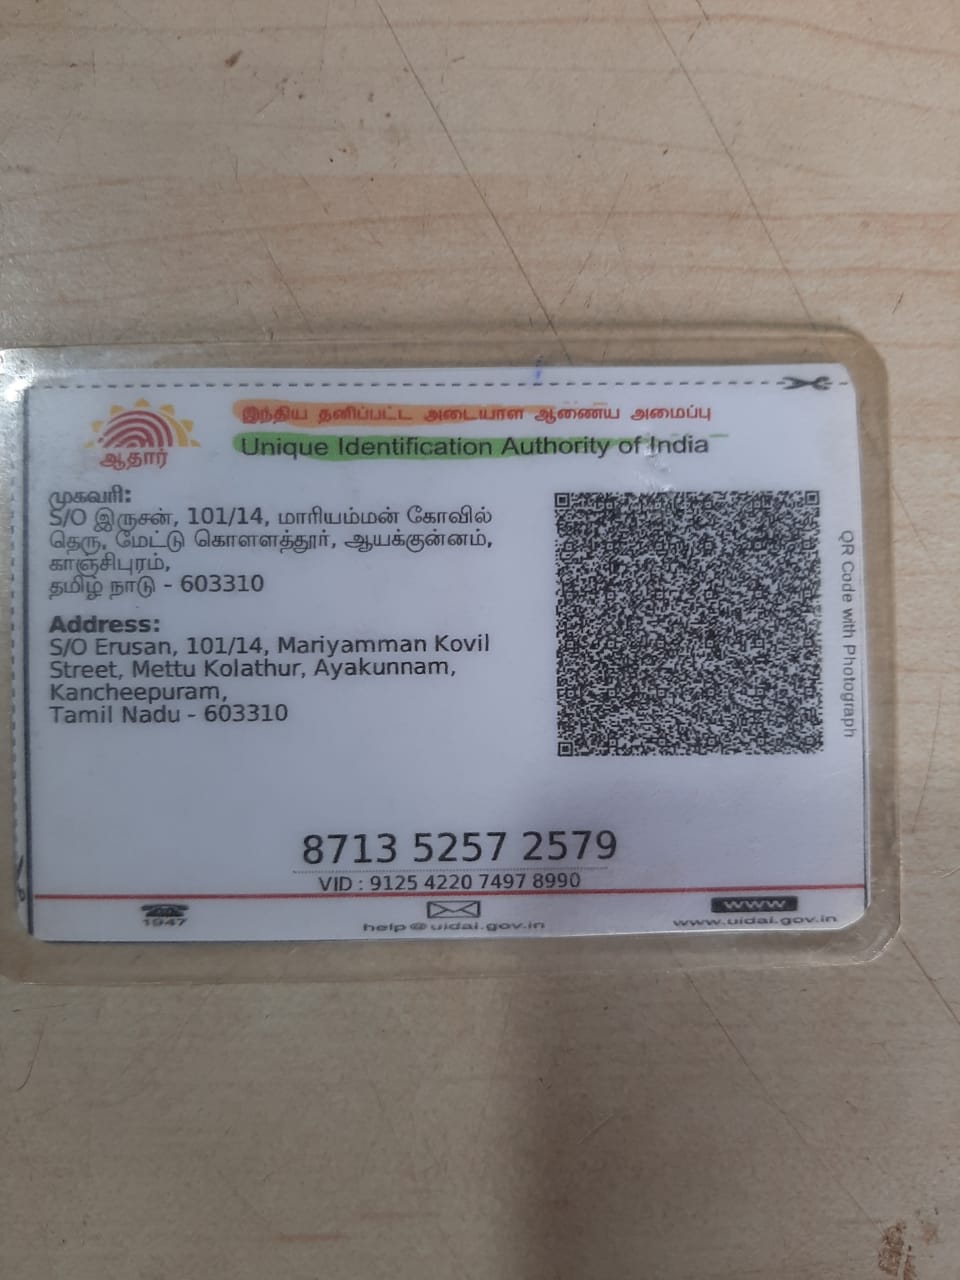 ஆதார்
இந்திய தனிப்பட்ட அடையாள ஆணைய அமைப்பு
Unique Identification Authority of India
முகவரி:
S/O இருசன், 101/14, மாரியம்மன் கோவில்
தெரு, மேட்டு கொளளத்தூர், ஆயக்குன்னம்,
காஞ்சிபுரம்,
தமிழ் நாடு - 603310
Address:
S/O Erusan, 101/14, Mariyamman Kovil
Street, Mettu Kolathur, Ayakunnam,
Kancheepuram,
Tamil Nadu - 603310
QR Code with Photograph
8713 5257 2579
VID : 9125 4220 7497 8990
1947
help@uidai.gov.in
WWW
www.uidai.gov.in